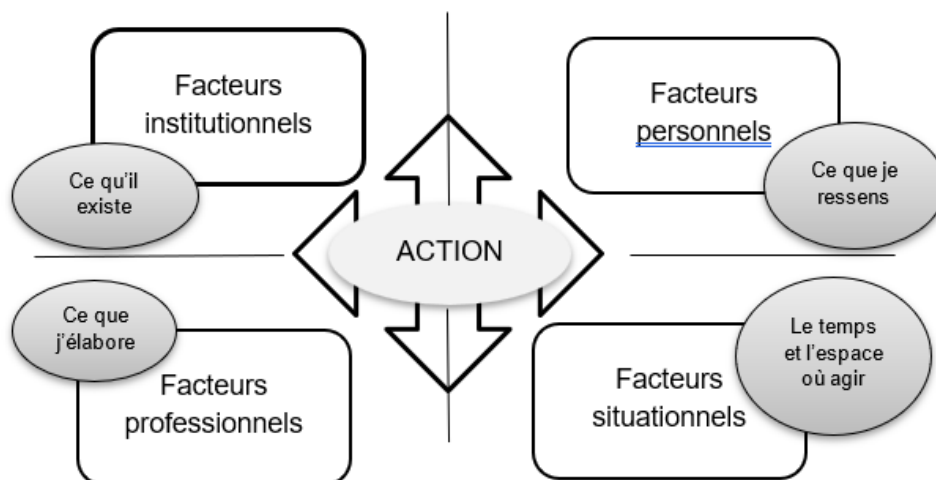 Facteurs
institutionnels
Ce qu'il
existe
Facteurs
personnels
Ce que je
ressens
ACTION
Ce que
j'élabore
Facteurs
professionnels
Facteurs
situationnels
Le temps
et l'espace
où agir